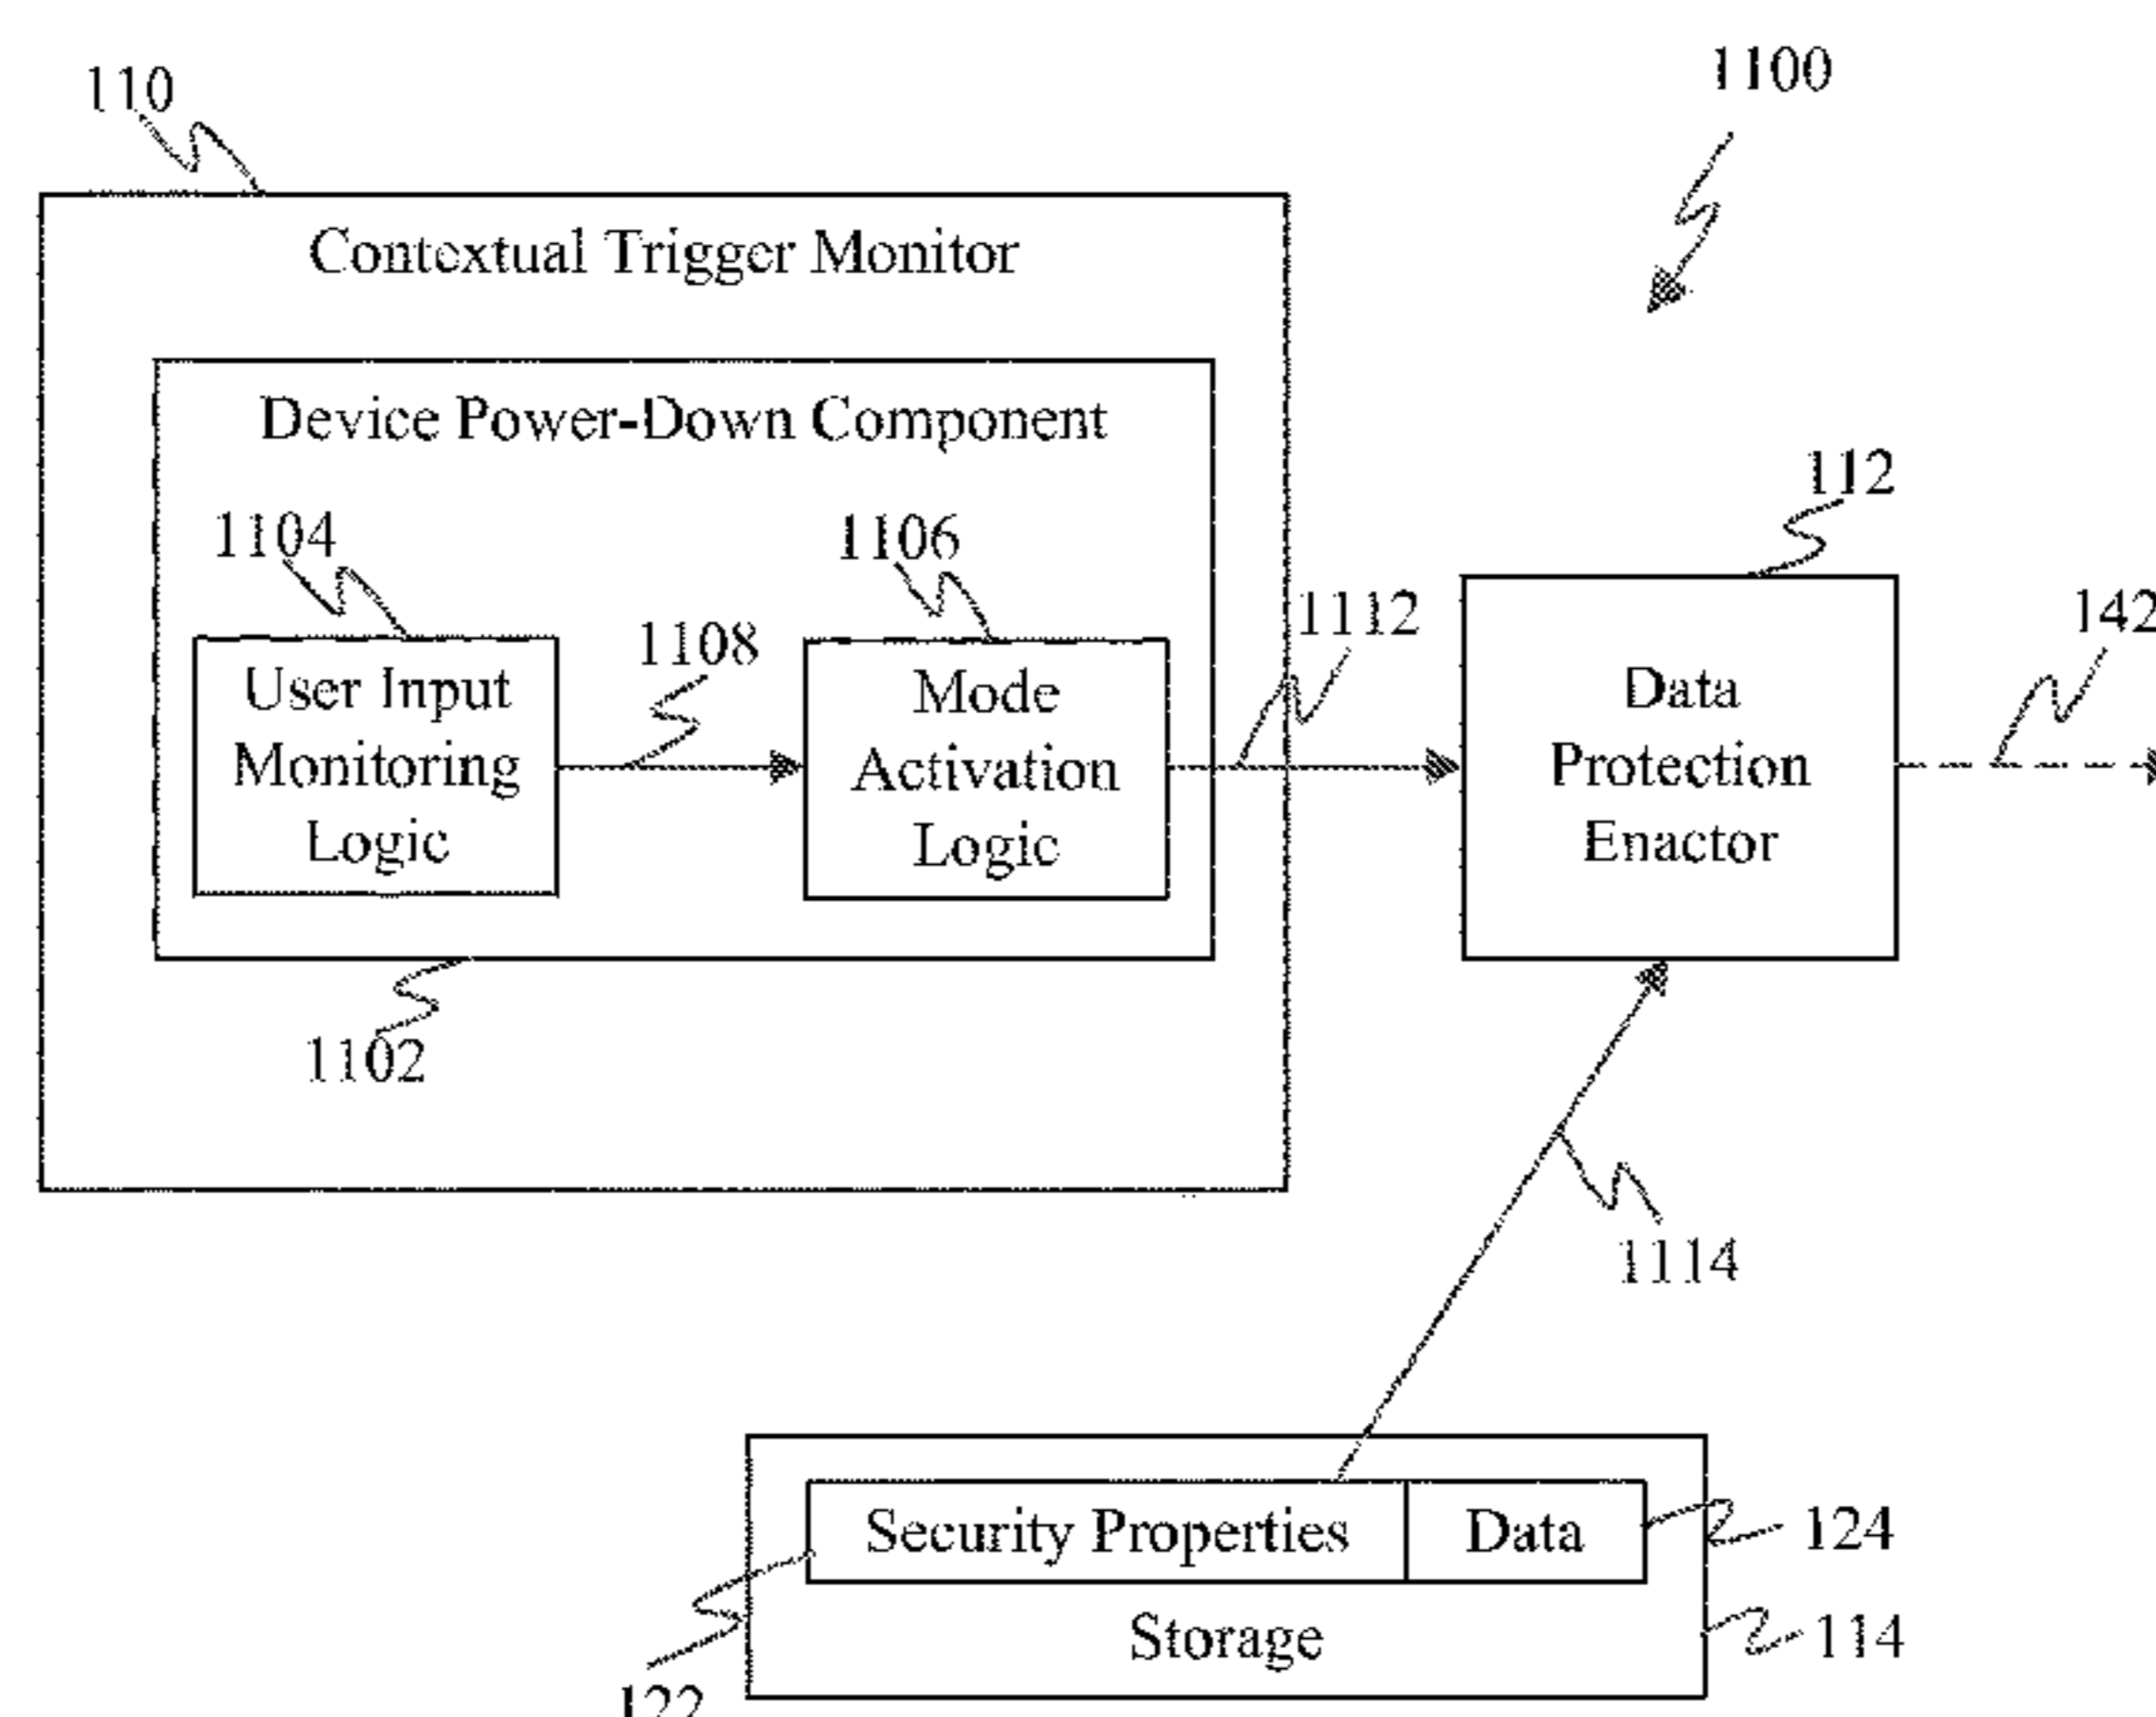 110
1100
Contextual Trigger Monitor
Device Power-Down Component
112
1104
1106
1108
1112
142
User Input
Monitoring
Logic
Mode
Activation
Logic
Data
Protection
Enactor
1102
1114
Security Properties
Data
124
Storage
114
122